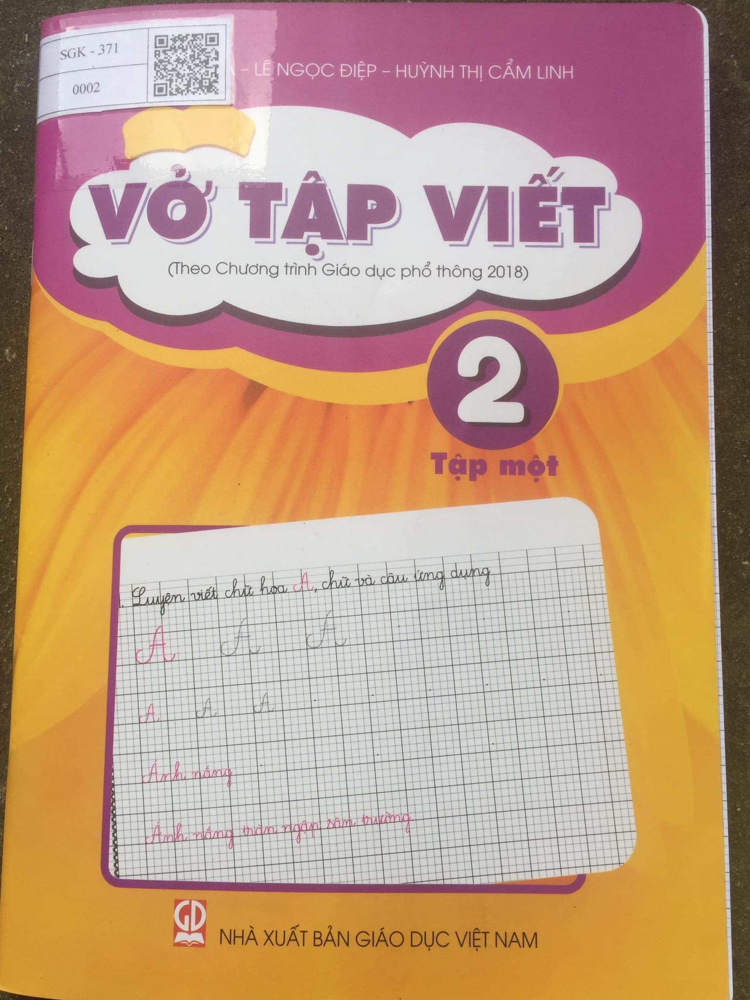 SGK - 371
0002
– LÊ NGỌC ĐIỆP – HUỲNH THỊ CẨM LINH
VỞ TẬP VIẾT
(Theo Chương trình Giáo dục phổ thông 2018)
2
Tập một
Luyện viết chữ hoa A, chữ và câu ứng dụng
A A A
A A A
Ánh nắng
Ánh nắng tràn ngập sân trường
GD
NHÀ XUẤT BẢN GIÁO DỤC VIỆT NAM